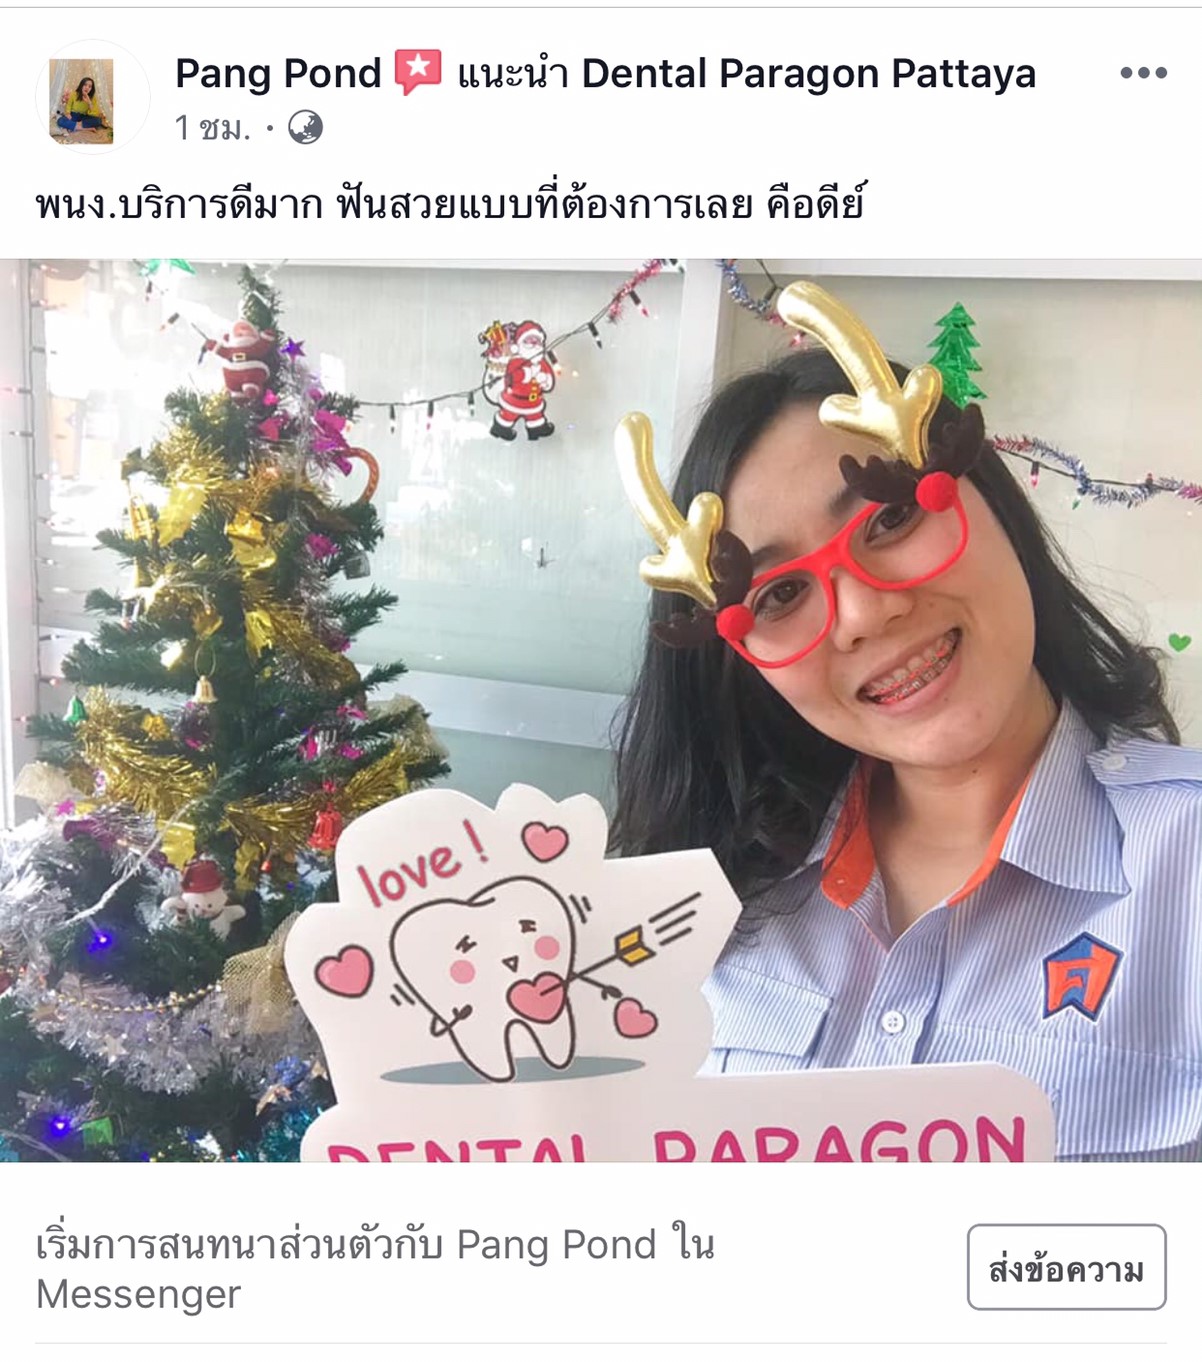 Pang Pond แนะนำ Dental Paragon Pattaya
1 ชม. ·
พนง.บริการดีมาก ฟันสวยแบบที่ต้องการเลย คือดีย์
love!
DENTAL PARAGON
เริ่มการสนทนาส่วนตัวกับ Pang Pond ใน
Messenger
ส่งข้อความ